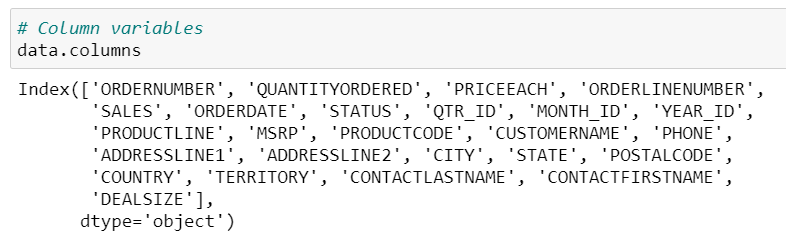 # Column variables
data.columns
Index(['ORDERNUMBER', 'QUANTITYORDERED', 'PRICEEACH', 'ORDERLINENUMBER',
'SALES', 'ORDERDATE', 'STATUS', 'QTR_ID', 'MONTH_ID', 'YEAR_ID',
'PRODUCTLINE', 'MSRP', 'PRODUCTCODE', 'CUSTOMERNAME', 'PHONE',
'ADDRESSLINE1', 'ADDRESSLINE2', 'CITY', 'STATE', 'POSTALCODE',
'COUNTRY', 'TERRITORY', 'CONTACTLASTNAME', 'CONTACTFIRSTNAME',
'DEALSIZE'],
dtype='object')